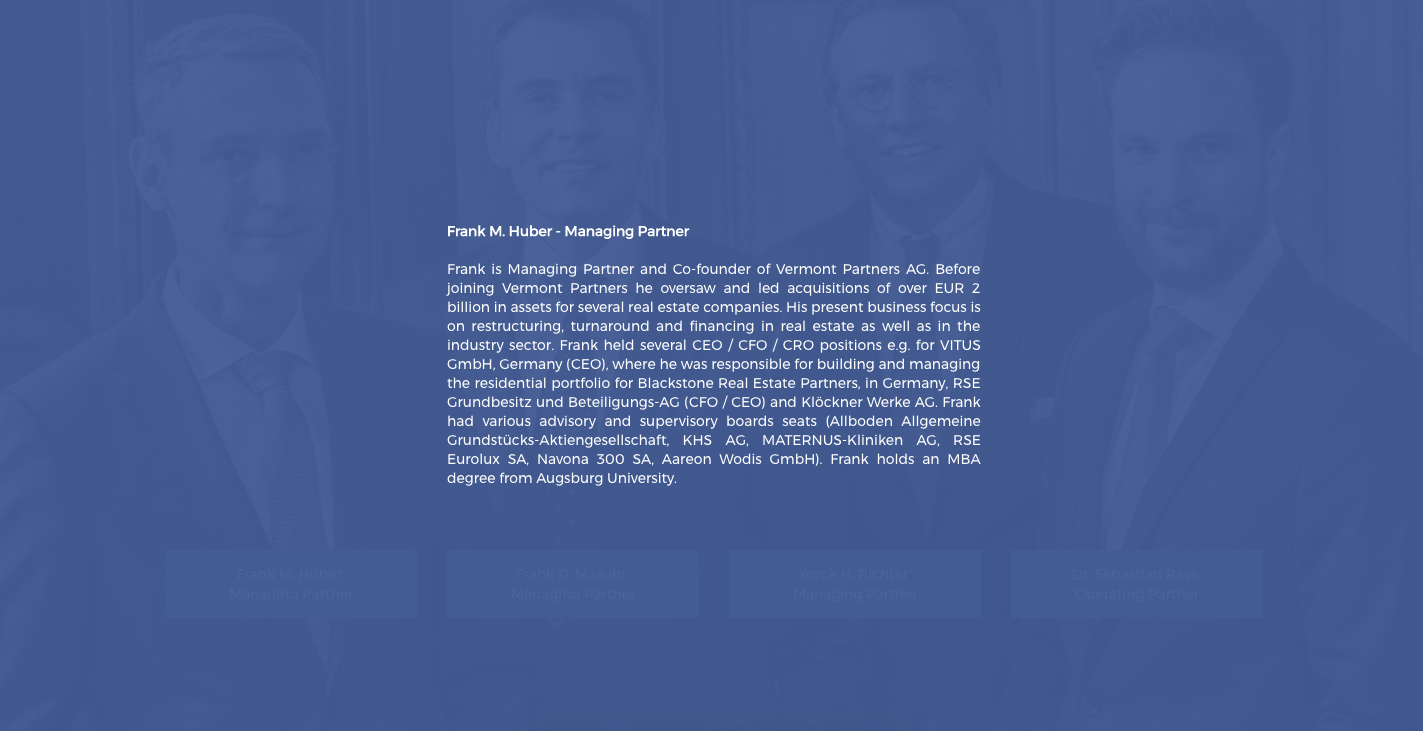 Frank M. Huber - Managing Partner
Frank is Managing Partner and Co-founder of Vermont Partners AG. Before
joining Vermont Partners he oversaw and led acquisitions of over EUR 2
billion in assets for several real estate companies. His present business focus is
on restructuring, turnaround and financing in real estate as well as in the
industry sector. Frank held several CEO / CFO / CRO positions e.g. for VITUS
GmbH, Germany (CEO), where he was responsible for building and managing
the residential portfolio for Blackstone Real Estate Partners, in Germany, RSE
Grundbesitz und Beteiligungs-AG (CFO / CEO) and Klöckner Werke AG. Frank
had various advisory and supervisory boards seats (Allboden Allgemeine
Grundstücks-Aktiengesellschaft, KHS AG, MATERNUS-Kliniken AG, RSE
Eurolux SA, Navona 300 SA, Aareon Wodis GmbH). Frank holds an MBA
degree from Augsburg University.
Frank M. Huber
Managing Partner
Frank D. Masuhr
Managing Partner
Yorck H. Richter
Managing Partner
Dr. Sebastian Rave
Operating Partner